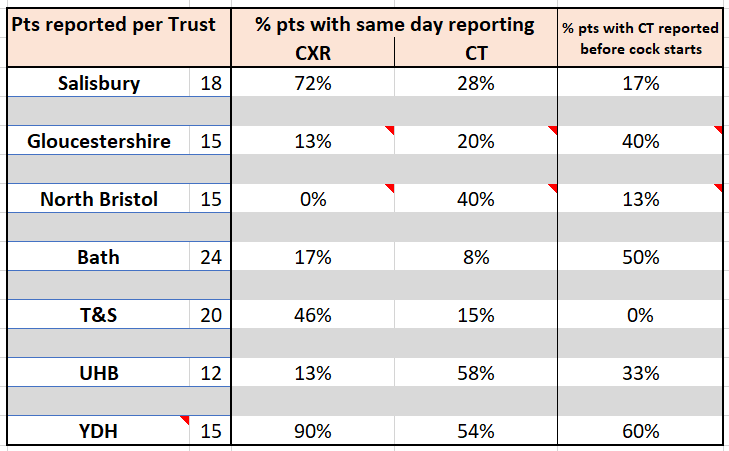 Pts reported per Trust % pts with same day reporting % pts with CT reported
CXR CT before cock starts
Salisbury 18 72% 28% 17%
Gloucestershire 15 13% 20% 40%
North Bristol 15 0% 40% 13%
Bath 24 17% 8% 50%
T&S 20 46% 15% 0%
UHB 12 13% 58% 33%
YDH 15 90% 54% 60%